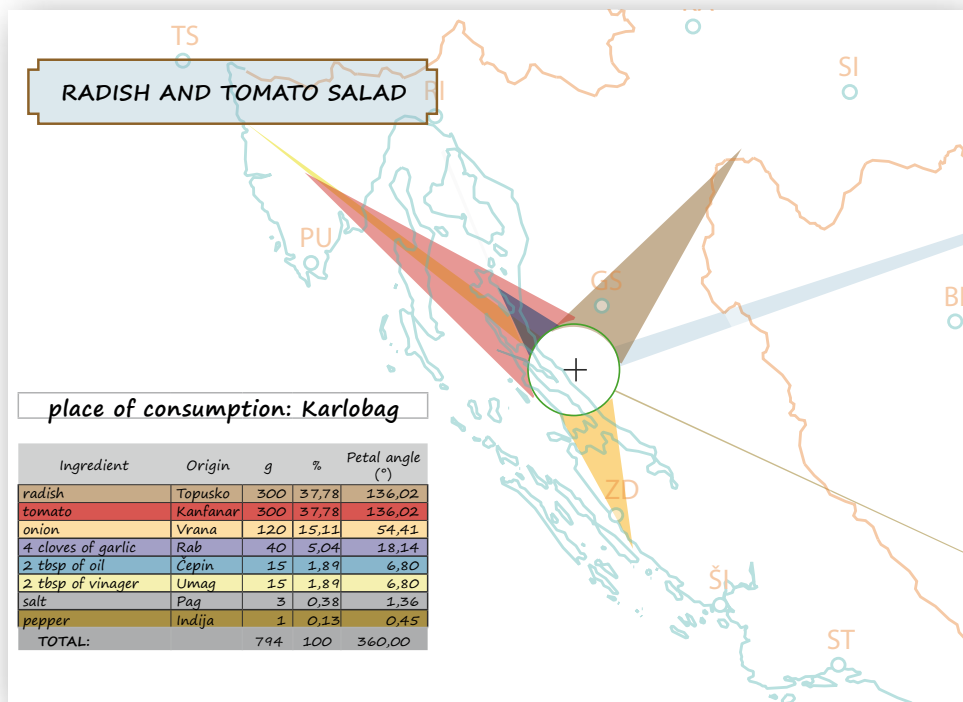 TS
RI
SI
RADISH AND TOMATO SALAD
PU
GS
place of consumption: Karlobag
Ingredient Origin g % Petal angle (°)
radish Topusko 300 37,78 136,02
tomato Kanfanar 300 37,78 136,02
onion Vrana 120 15,11 54,41
4 cloves of garlic Rab 40 5,04 18,14
2 tbsp of oil Čepin 15 1,89 6,80
2 tbsp of vinager Umag 15 1,89 6,80
salt Pag 3 0,38 1,36
pepper Indija 1 0,13 0,45
TOTAL: 794 100 360,00
ZD
ŠI
ST